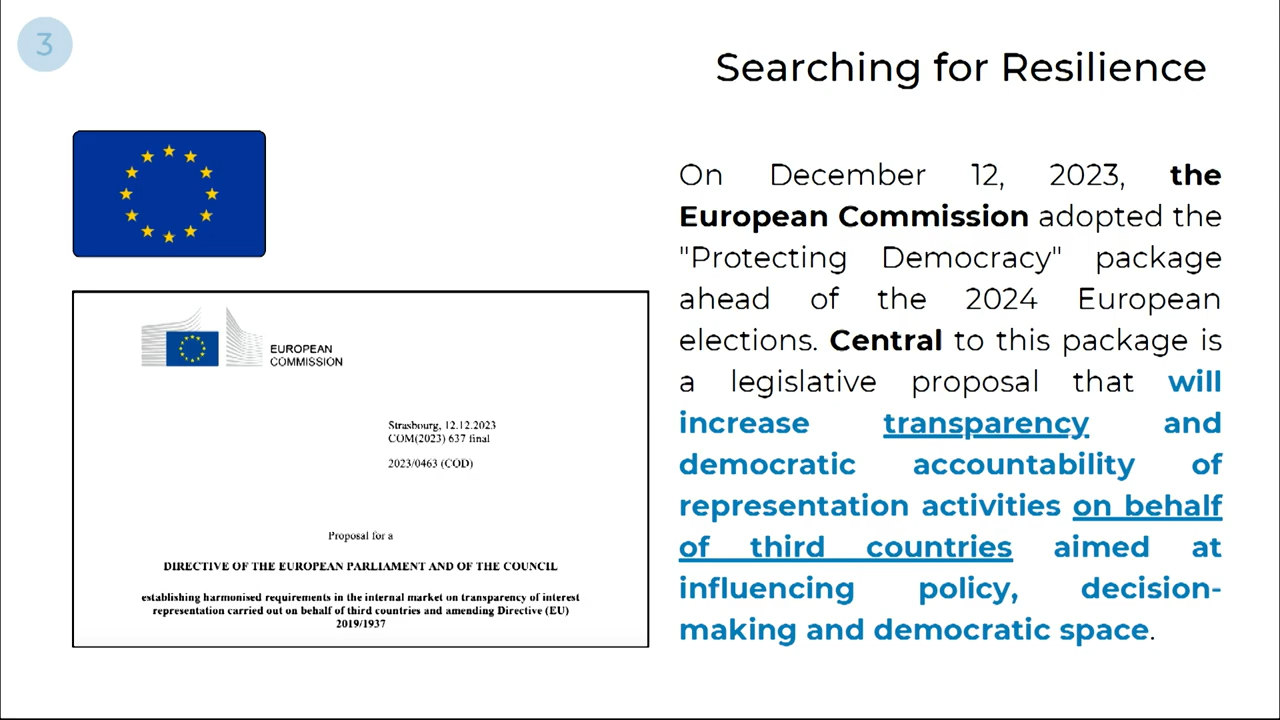 3
Searching for Resilience
On December 12, 2023, the
European Commission adopted the
"Protecting Democracy" package
ahead of the 2024 European
elections. Central to this package is
a legislative proposal that will
increase transparency and
democratic accountability of
representation activities on behalf
of third countries aimed at
influencing policy, decision-
making and democratic space.
EUROPEAN
COMMISSION
Strasbourg, 12.12.2023
COM(2023) 637 final
2023/0463 (COD)
Proposal for a
DIRECTIVE OF THE EUROPEAN PARLIAMENT AND OF THE COUNCIL
establishing harmonised requirements in the internal market on transparency of interest
representation carried out on behalf of third countries and amending Directive (EU)
2019/1937